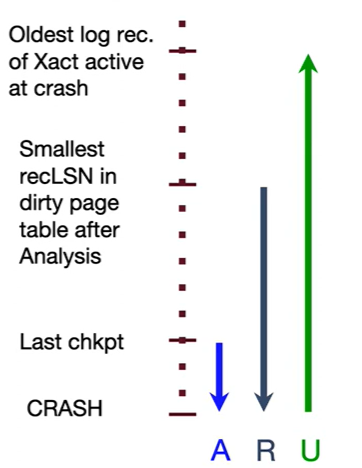 Oldest log rec.
of Xact active
at crash
Smallest
recLSN in
dirty page
table after
Analysis
Last chkpt
CRASH
A R U